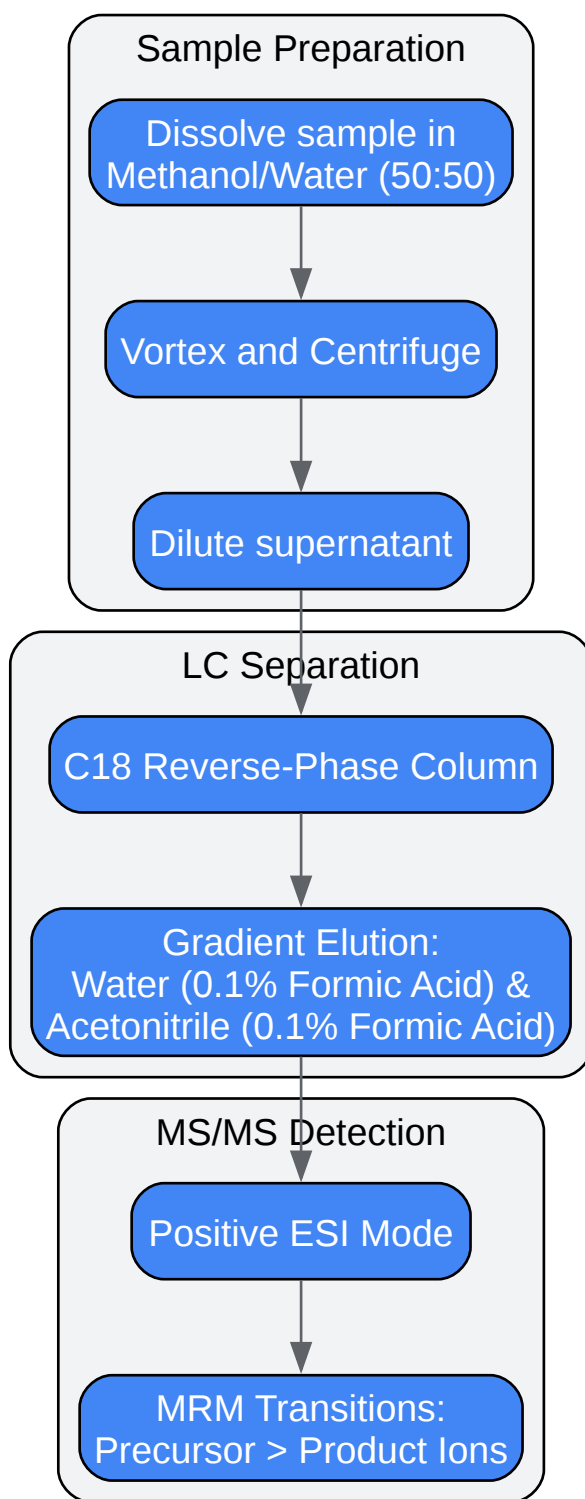 Sample Preparation
Dissolve sample in
Methanol/Water (50:50)
Vortex and Centrifuge
Dilute supernatant
LC Separation
C18 Reverse-Phase Column
Gradient Elution:
Water (0.1% Formic Acid) &
Acetonitrile (0.1% Formic Acid)
MS/MS Detection
Positive ESI Mode
MRM Transitions:
Precursor > Product Ions